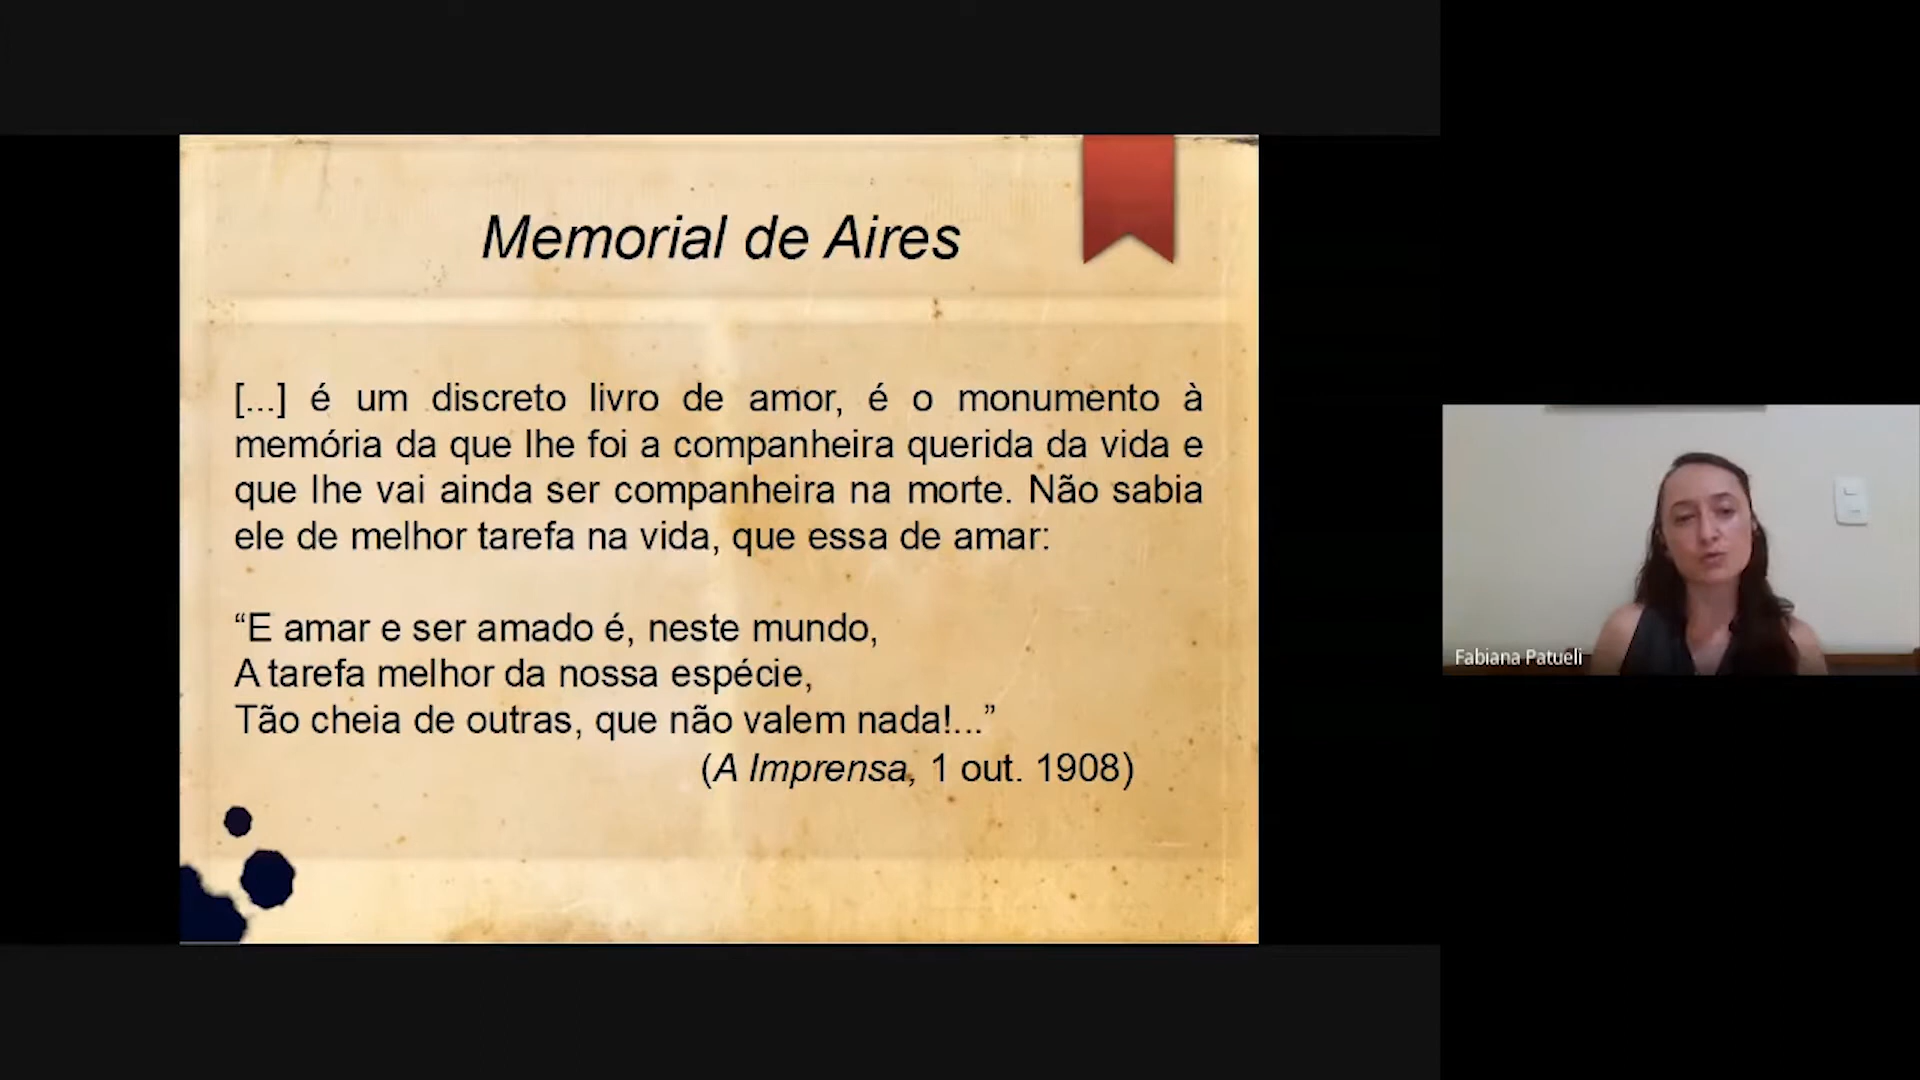 Memorial de Aires
[...] é um discreto livro de amor, é o monumento à
memória da que lhe foi a companheira querida da vida e
que lhe vai ainda ser companheira na morte. Não sabia
ele de melhor tarefa na vida, que essa de amar:
“E amar e ser amado é, neste mundo,
A tarefa melhor da nossa espécie,
Tão cheia de outras, que não valem nada!...”
(A Imprensa, 1 out. 1908)
Fabiana Patueli